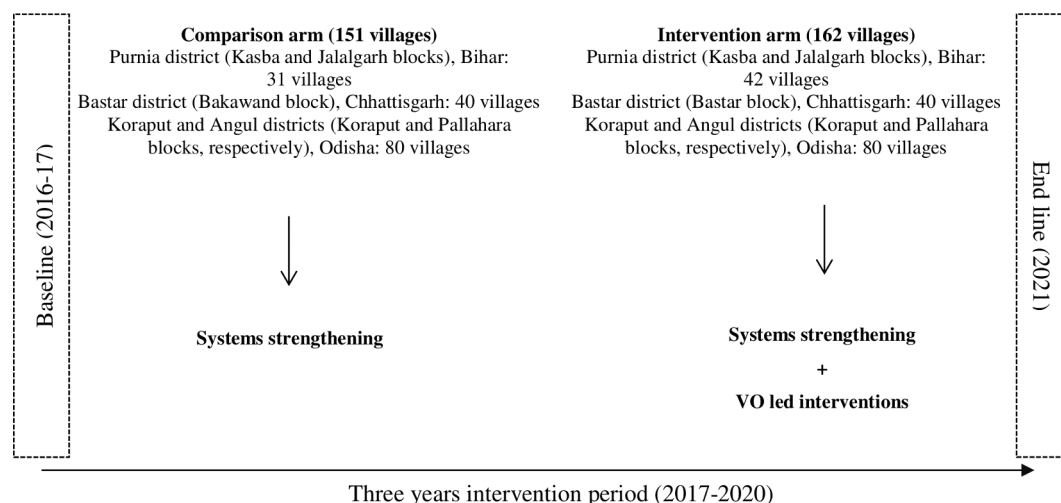 Baseline (2016-17)
Comparison arm (151 villages)
Purnia district (Kasba and Jalalgarh blocks), Bihar:
31 villages
Bastar district (Bakawand block), Chhattisgarh: 40 villages
Koraput and Angul districts (Koraput and Pallahara
blocks, respectively), Odisha: 80 villages
Systems strengthening
Intervention arm (162 villages)
Purnia district (Kasba and Jalalgarh blocks), Bihar:
42 villages
Bastar district (Bastar block), Chhattisgarh: 40 villages
Koraput and Angul districts (Koraput and Pallahara
blocks, respectively), Odisha: 80 villages
Systems strengthening
+
VO led interventions
End line (2021)
Three years intervention period (2017-2020)